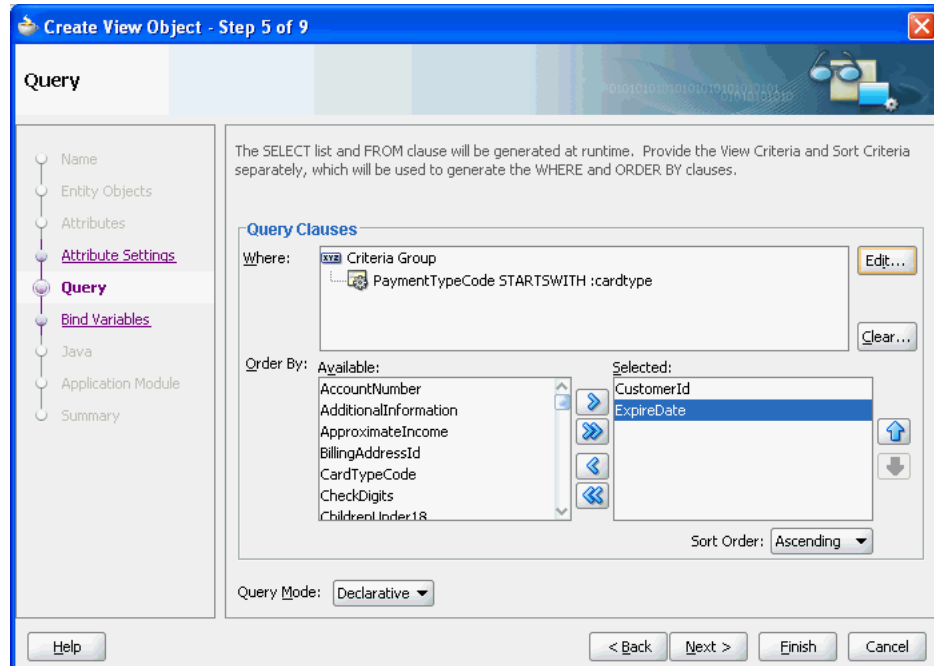 Create View Object - Step 5 of 9
Query
Name
Entity Objects
Attributes
Attribute Settings
Query
Bind Variables
Java
Application Module
Summary
The SELECT list and FROM clause will be generated at runtime. Provide the View Criteria and Sort Criteria
separately, which will be used to generate the WHERE and ORDER BY clauses.
Query Clauses
Where:
XYZ Criteria Group
PaymentTypeCode STARTSWITH :cardtype
Edit...
Clear...
Order By: Available:
AccountNumber
AdditionalInformation
ApproximateIncome
BillingAddressId
CardTypeCode
CheckDigits
ChildrenUnder18
Selected:
CustomerId
ExpireDate
Sort Order: Ascending
Query Mode: Declarative
Help
< Back
Next >
Finish
Cancel